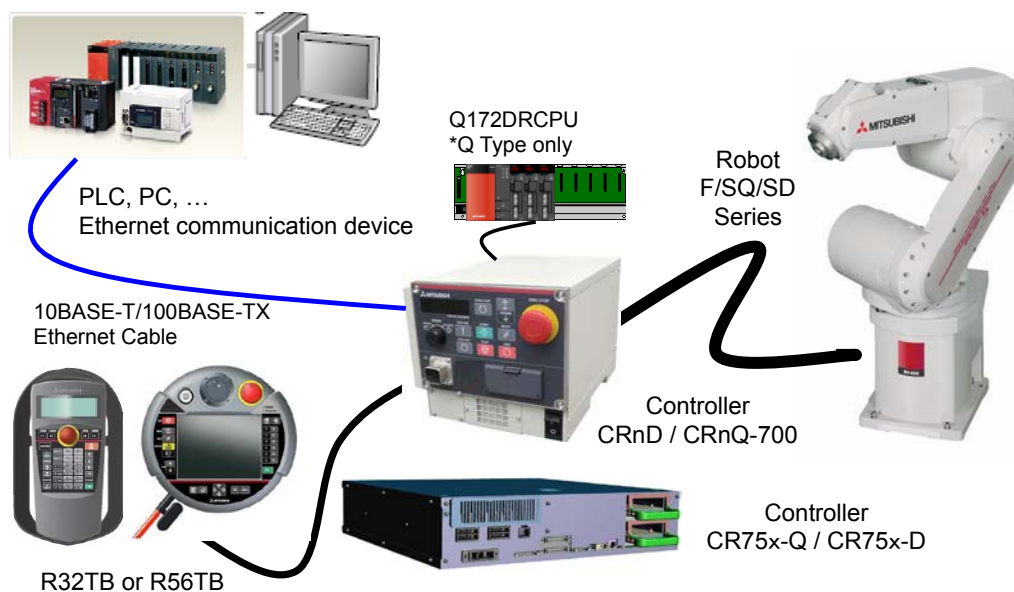 Q172DRCPU
*Q Type only
MITSUBISHI
Robot
F/SQ/SD
Series
PLC, PC, …
Ethernet communication device
10BASE-T/100BASE-TX
Ethernet Cable
MITSUBISHI
Controller
CRnD / CRnQ-700
Controller
CR75x-Q / CR75x-D
R32TB or R56TB